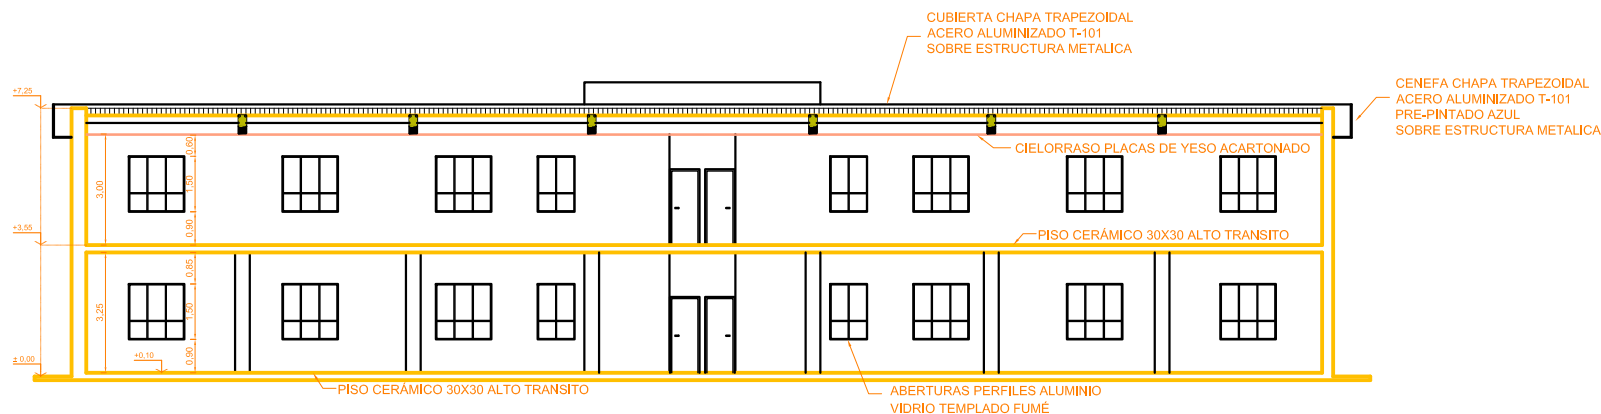 CUBIERTA CHAPA TRAPEZOIDAL
ACERO ALUMINIZADO T-101
SOBRE ESTRUCTURA METALICA
CENEFA CHAPA TRAPEZOIDAL
ACERO ALUMINIZADO T-101
PRE-PINTADO AZUL
SOBRE ESTRUCTURA METALICA
+7,25
CIELORRASO PLACAS DE YESO ACARTONADO
0,60
3,00
1,50
0,90
+3,55
PISO CERÁMICO 30X30 ALTO TRANSITO
0,85
3,25
1,50
0,90
± 0,00
+0,10
PISO CERÁMICO 30X30 ALTO TRANSITO
ABERTURAS PERFILES ALUMINIO
VIDRIO TEMPLADO FUMÉ